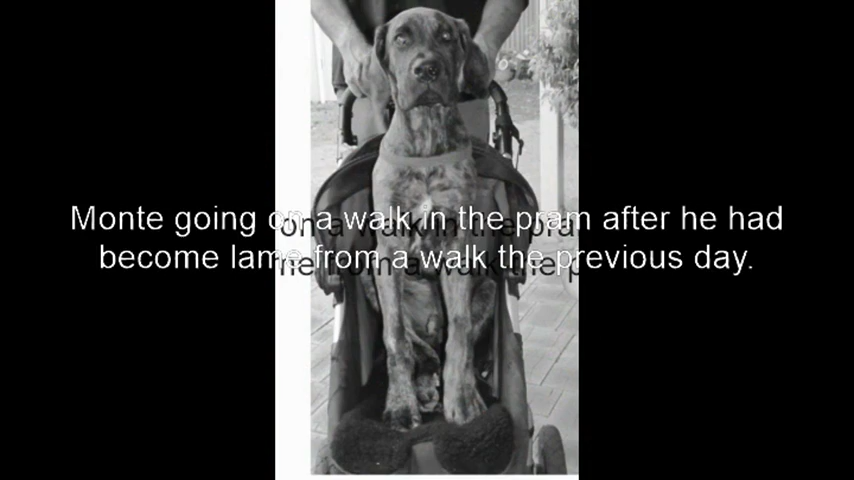 Monte going on a walk in the pram after he had
become lame from a walk the previous day.